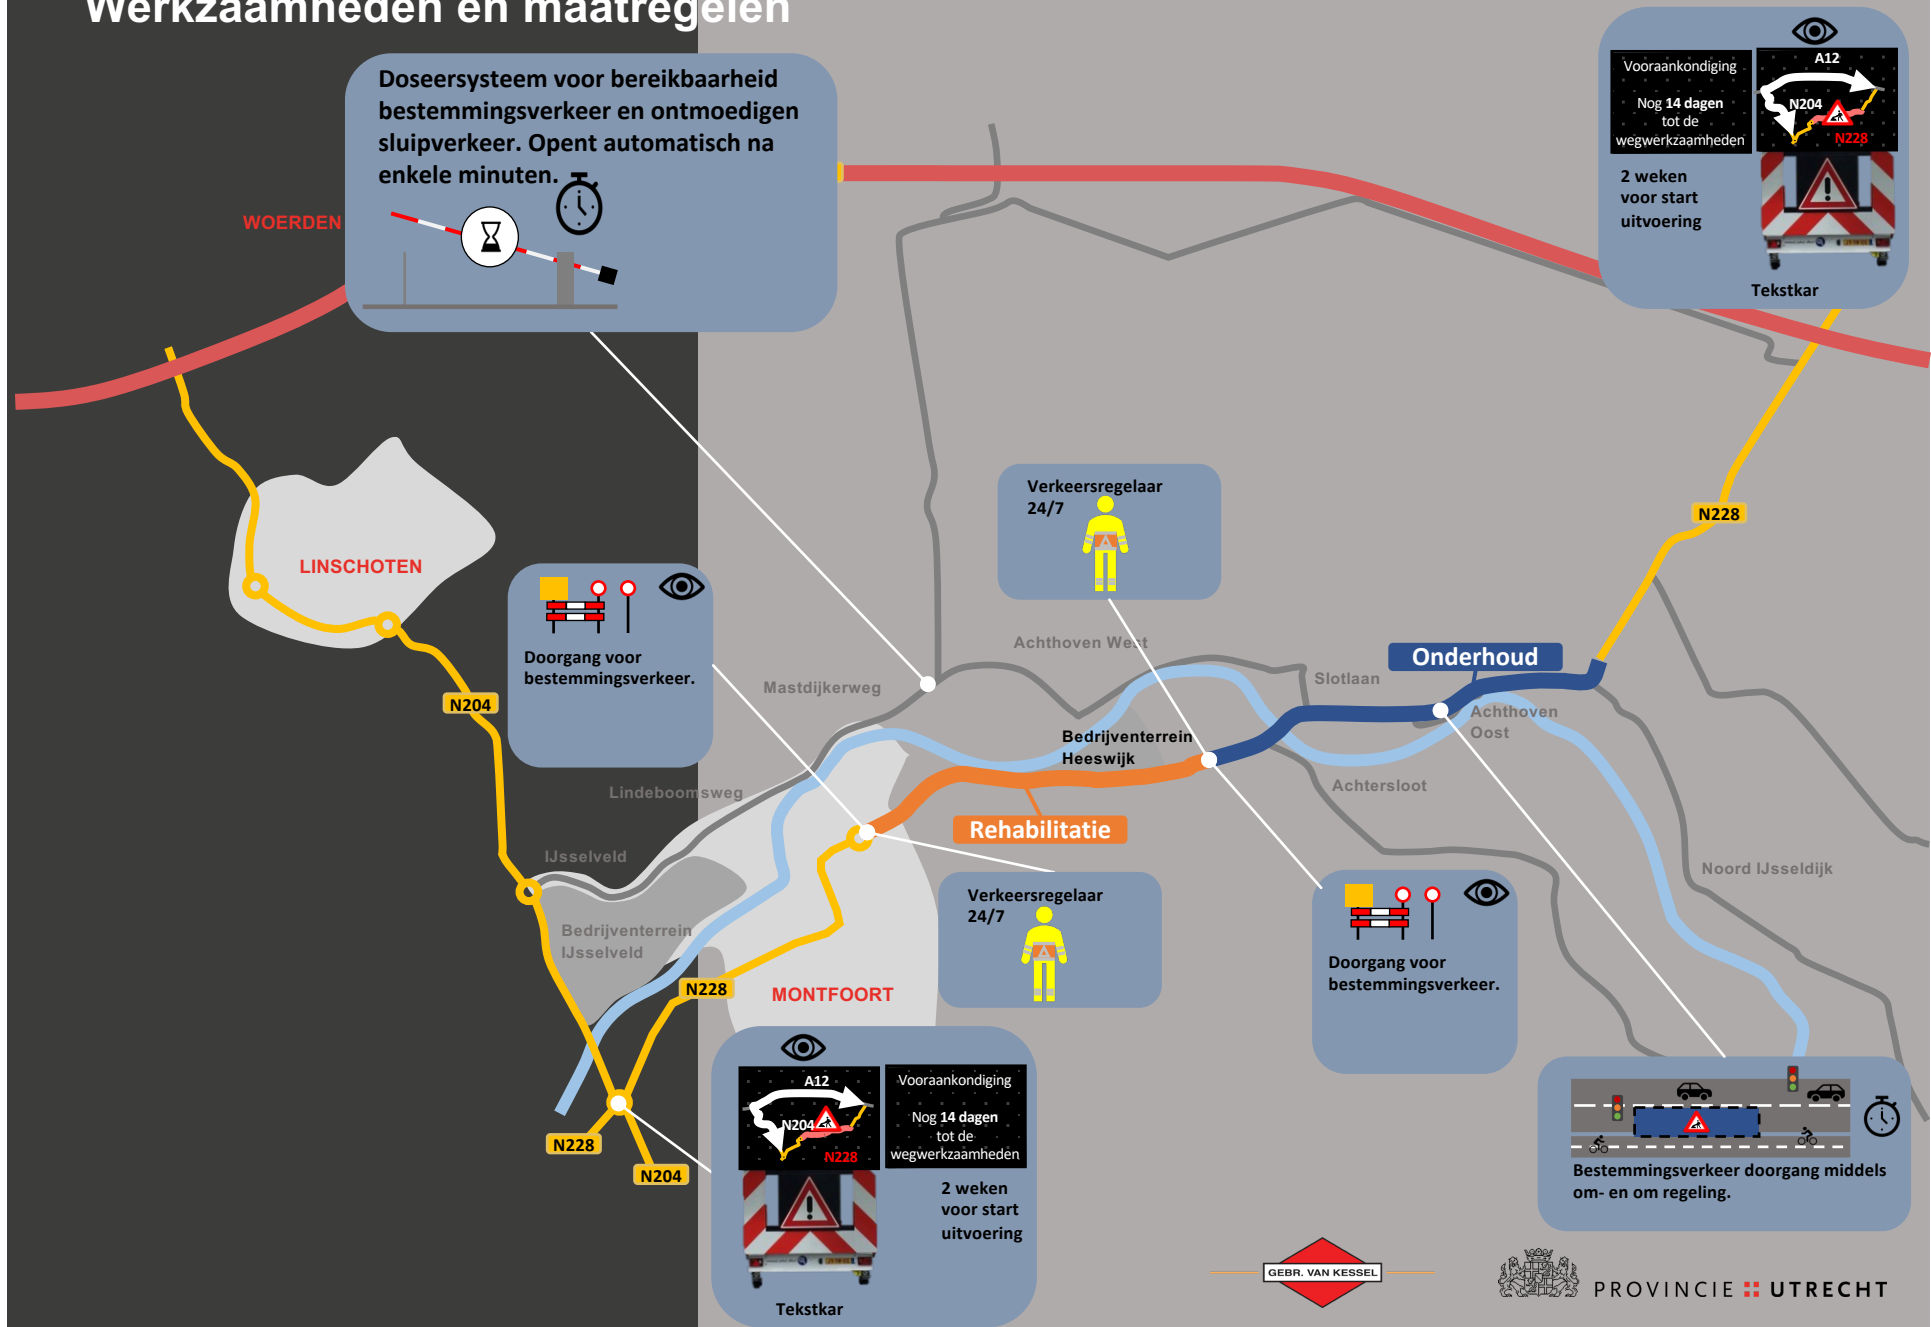 Werkzaamheden en maatregelen
Doseersysteem voor bereikbaarheid
bestemmingsverkeer en ontmoedigen
sluipverkeer. Opent automatisch na
enkele minuten.
WOERDEN
Vooraankondiging
Nog 14 dagen
tot de
wegwerkzaamheden
A12
N204
N228
2 weken
voor start
uitvoering
Tekstkar
N228
LINSCHOTEN
Verkeersregelaar
24/7
Doorgang voor
bestemmingsverkeer.
N204
Achthoven West
Mastdijkerweg
Slotlaan
Onderhoud
Achthoven
Oost
Bedrijventerrein
Heeswijk
Lindeboomsweg
Achtersloot
Rehabilitatie
IJsselveld
Noord IJsseldijk
Bedrijventerrein
IJsselveld
Verkeersregelaar
24/7
Doorgang voor
bestemmingsverkeer.
N228
MONTFOORT
A12
N204
N228
Vooraankondiging
Nog 14 dagen
tot de
wegwerkzaamheden
2 weken
voor start
uitvoering
Tekstkar
N228
N204
Bestemmingsverkeer doorgang middels
om- en om regeling.
GEBR. VAN KESSEL
PROVINCIE UTRECHT